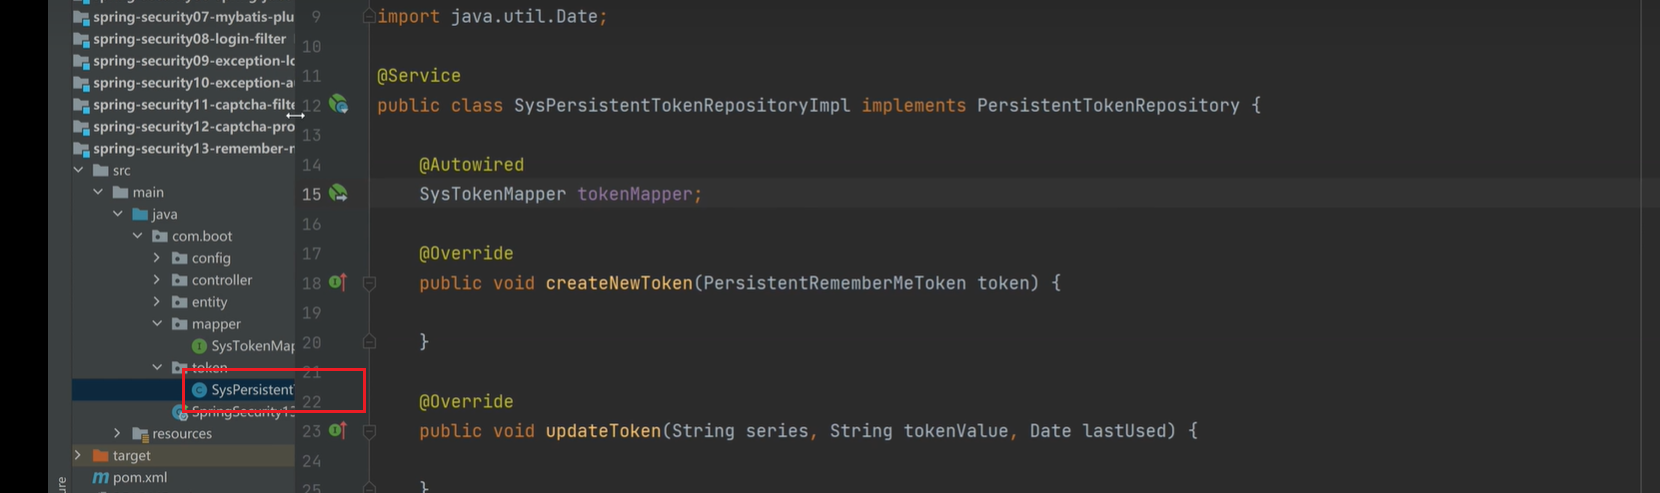 spring-security07-mybatis-plu
spring-security08-login-filter
spring-security09-exception-lo
spring-security10-exception-a
spring-security11-captcha-filte
spring-security12-captcha-pro
spring-security13-remember-m
src
main
java
com.boot
config
controller
entity
mapper
SysTokenMap
token
SysPersistent
SpringSecurity13
resources
target
pom.xml
ure
9 import java.util.Date;
10
11 @Service
12 public class SysPersistentTokenRepositoryImpl implements PersistentTokenRepository {
13
14 @Autowired
15 SysTokenMapper tokenMapper;
16
17 @Override
18 public void createNewToken(PersistentRememberMeToken token) {
19
20 }
21
22 @Override
23 public void updateToken(String series, String tokenValue, Date lastUsed) {
24
25 }